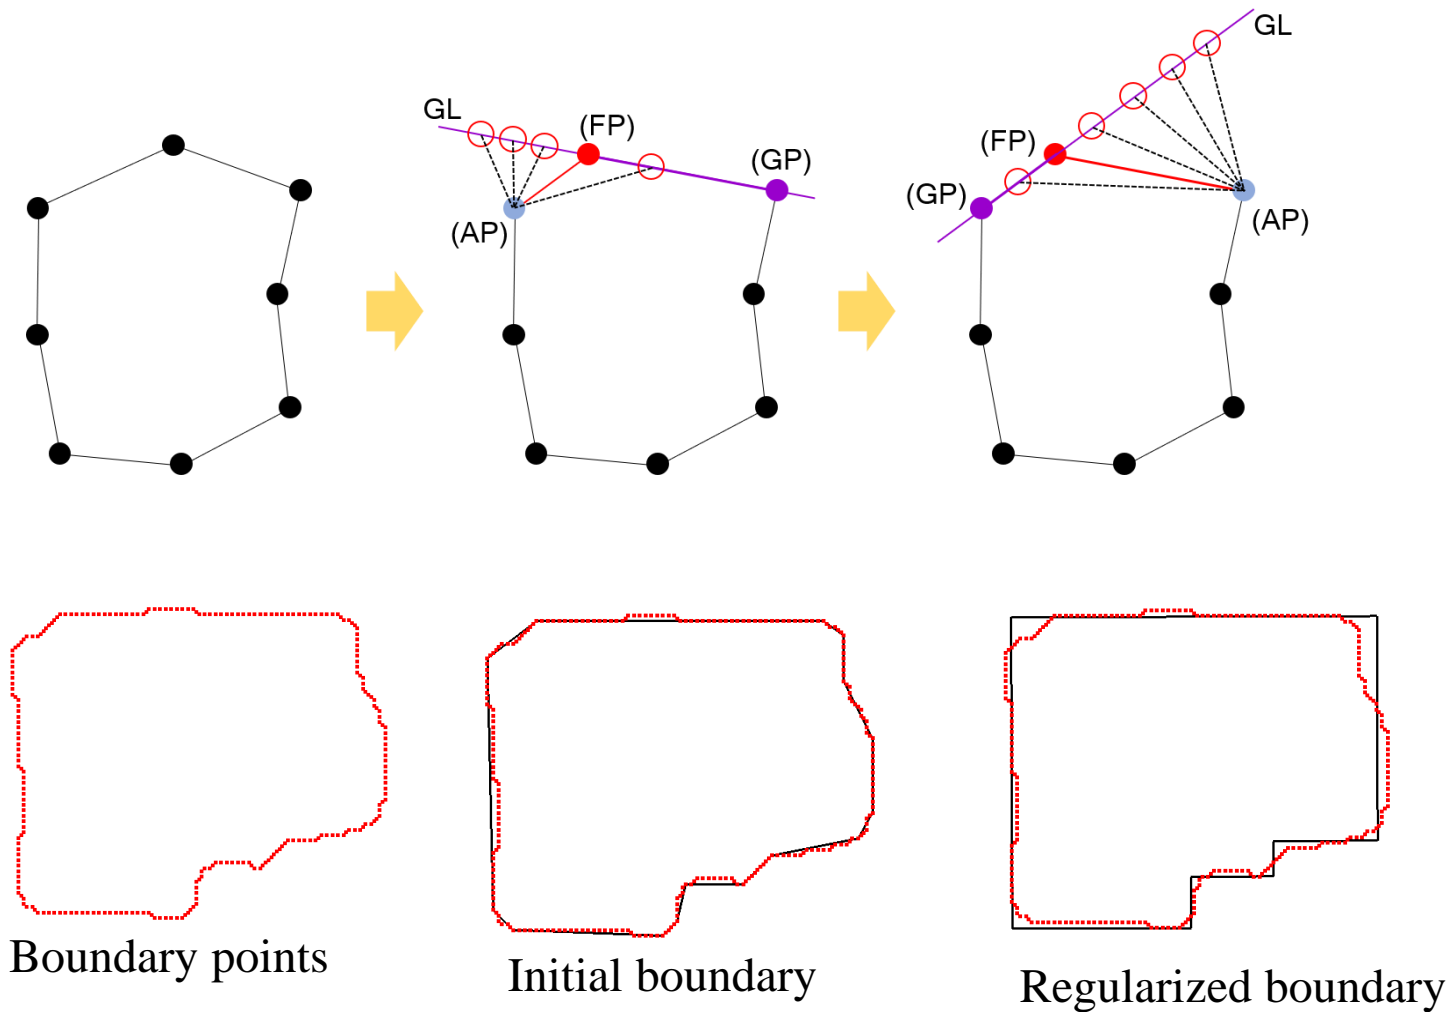 GL
(FP)
(GP)
(AP)
GL
(FP)
(GP)
(AP)
Boundary points
Initial boundary
Regularized boundary